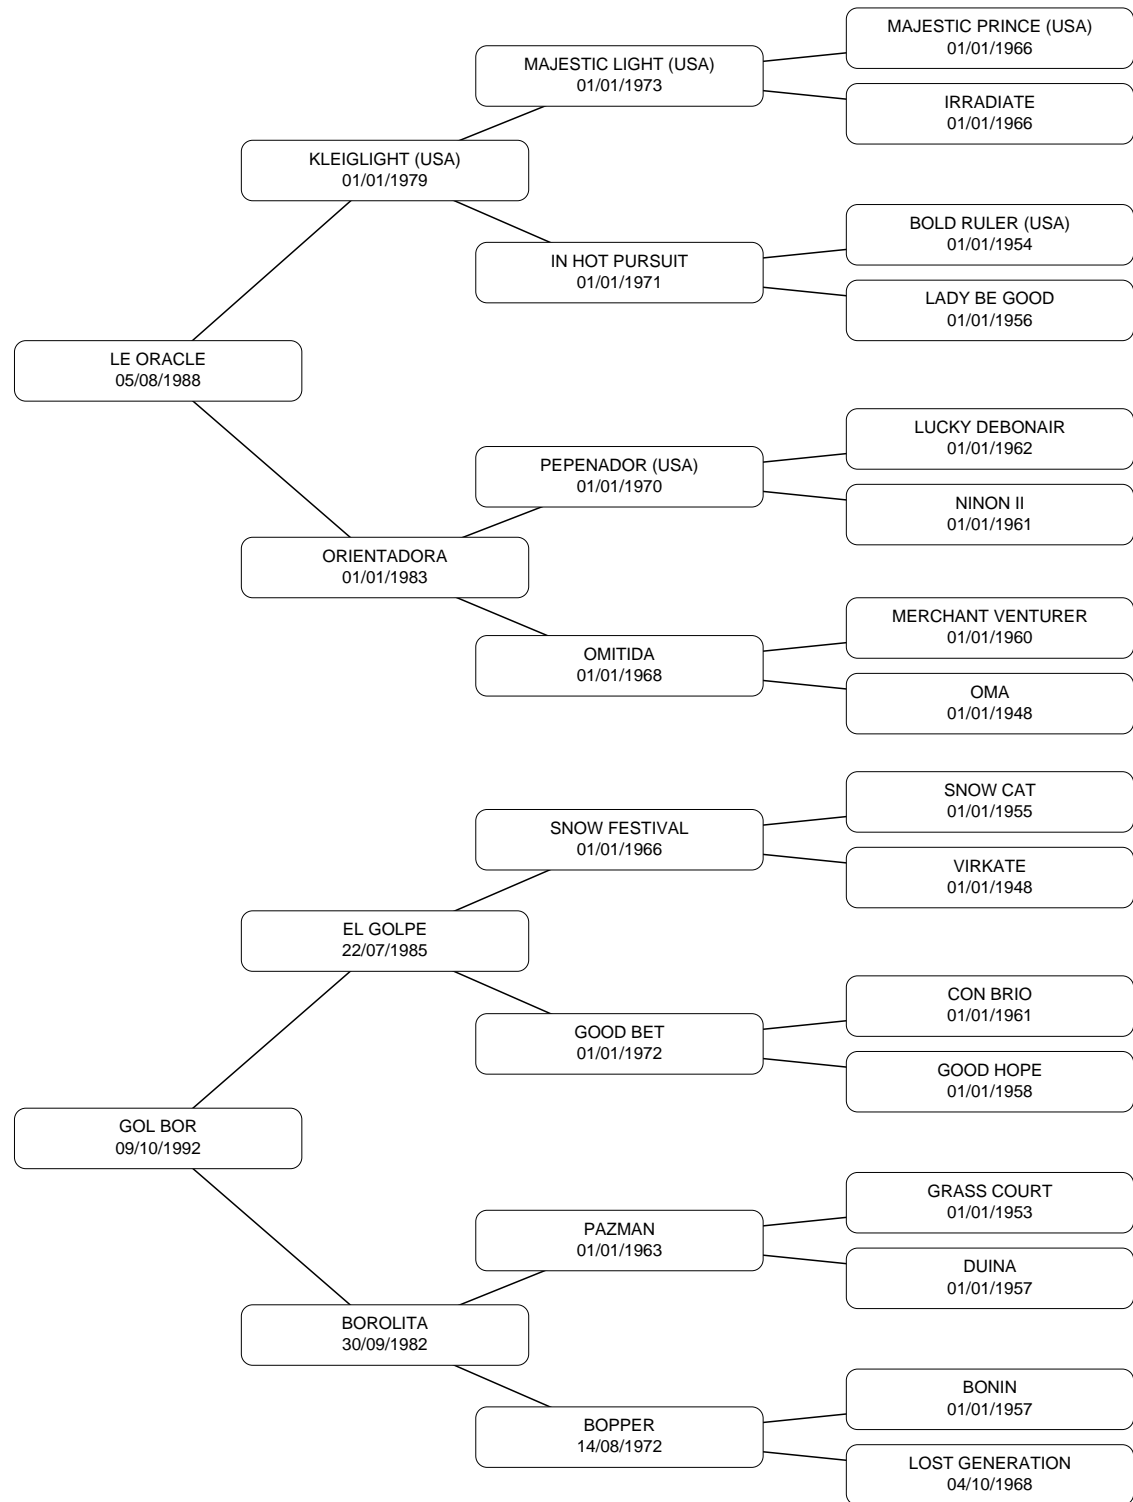 MAJESTIC PRINCE (USA)
01/01/1966
MAJESTIC LIGHT (USA)
01/01/1973
IRRADIATE
01/01/1966
KLEIGLIGHT (USA)
01/01/1979
BOLD RULER (USA)
01/01/1954
IN HOT PURSUIT
01/01/1971
LADY BE GOOD
01/01/1956
LE ORACLE
05/08/1988
LUCKY DEBONAIR
01/01/1962
PEPENADOR (USA)
01/01/1970
NINON II
01/01/1961
ORIENTADORA
01/01/1983
MERCHANT VENTURER
01/01/1960
OMITIDA
01/01/1968
OMA
01/01/1948
SNOW CAT
01/01/1955
SNOW FESTIVAL
01/01/1966
VIRKATE
01/01/1948
EL GOLPE
22/07/1985
CON BRIO
01/01/1961
GOOD BET
01/01/1972
GOOD HOPE
01/01/1958
GOL BOR
09/10/1992
GRASS COURT
01/01/1953
PAZMAN
01/01/1963
DUINA
01/01/1957
BOROLITA
30/09/1982
BONIN
01/01/1957
BOPPER
14/08/1972
LOST GENERATION
04/10/1968